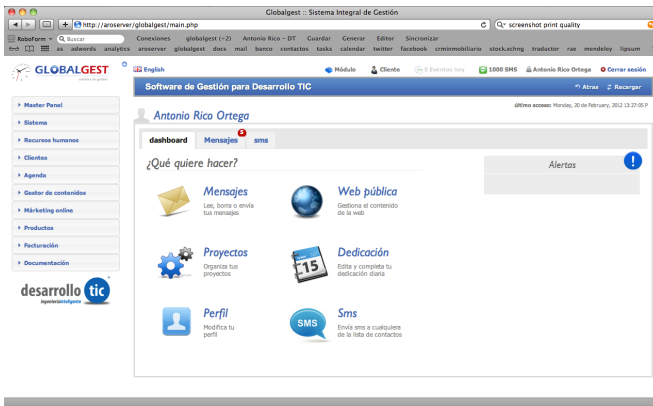 Globalgest :: Sistema Integral de Gestión
http://aroserver/globalgest/main.php
screenshot print quality
RoboForm
Buscar
Conexiones globalgest (-2) Antonio Rico - DT Guardar Generar Editor Sincronizar
as adwords analytics aroserver globalgest docs mail banco contactos tasks calendar twitter facebook crminmobiliario stock.xchng traductor rae mendeley lipsum
GLOBALGEST
English
Módulo Cliente 0 Eventos hoy 1000 SMS Antonio Rico Ortega Cerrar sesión
Software de Gestión para Desarrollo TIC
Atras Recargar
último acceso: Monday, 20 de February, 2012 13:27:05 P
Master Panel
Sistema
Recursos humanos
Clientes
Agenda
Gestor de contenidos
Márketing online
Productos
Facturación
Documentación
desarrollo tic
ingenieríainteligente
Antonio Rico Ortega
dashboard Mensajes 5 sms
¿Qué quiere hacer?
Mensajes
Lee, borra o envía
tus mensajes
Web pública
Gestiona el contenido
de la web
Proyectos
Organiza tus
proyectos
15
Dedicación
Edita y completa tu
dedicación diaria
Perfil
Modifica tu
perfil
SMS
Sms
Envía sms a cualquiera
de la lista de contactos
Alertas
!